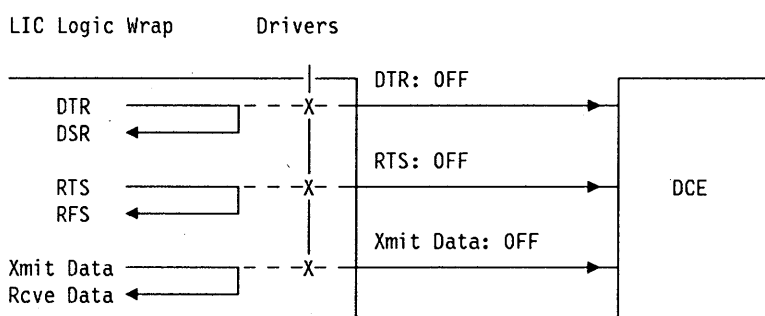 LIC Logic Wrap Drivers
DTR: OFF
DTR X
DSR
RTS: OFF
RTS X DCE
RFS
Xmit Data: OFF
Xmit Data X
Rcve Data